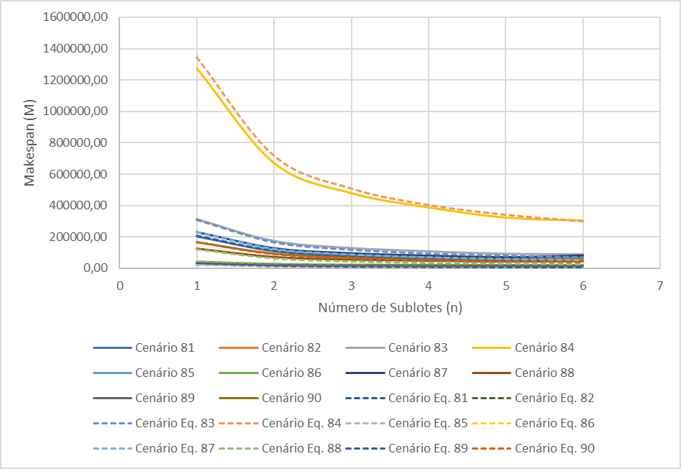 1600000,00
1400000,00
1200000,00
1000000,00
800000,00
600000,00
400000,00
200000,00
0,00
Makespan (M)
0 1 2 3 4 5 6 7
Número de Sublotes (n)
Cenário 81 Cenário 82 Cenário 83 Cenário 84
Cenário 85 Cenário 86 Cenário 87 Cenário 88
Cenário 89 Cenário 90 Cenário Eq. 81 Cenário Eq. 82
Cenário Eq. 83 Cenário Eq. 84 Cenário Eq. 85 Cenário Eq. 86
Cenário Eq. 87 Cenário Eq. 88 Cenário Eq. 89 Cenário Eq. 90